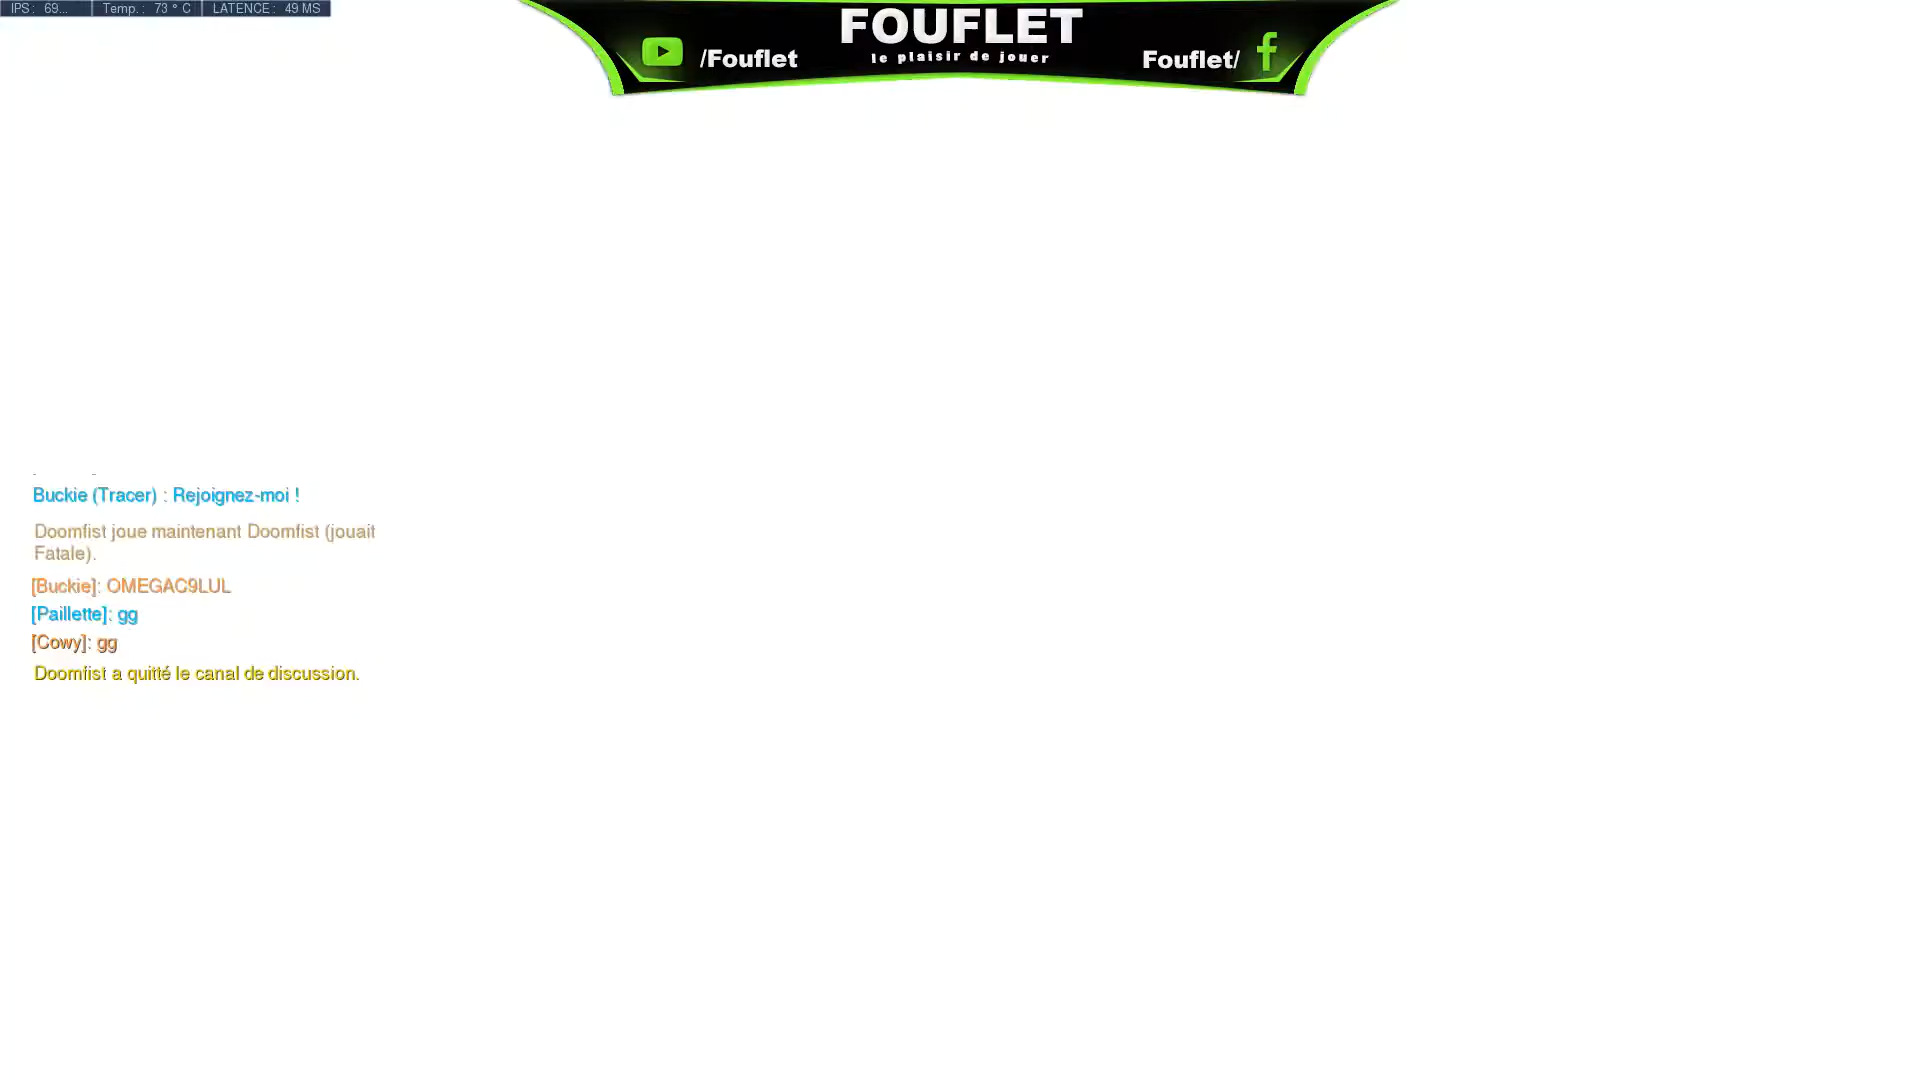 IPS : 69... Temp. : 73 ° C LATENCE : 49 MS
FOUFLET
le plaisir de jouer
/Fouflet
Fouflet/
Buckie (Tracer) : Rejoignez-moi !
Doomfist joue maintenant Doomfist (jouait
Fatale).
[Buckie]: OMEGAC9LUL
[Paillette]: gg
[Cowy]: gg
Doomfist a quitté le canal de discussion.